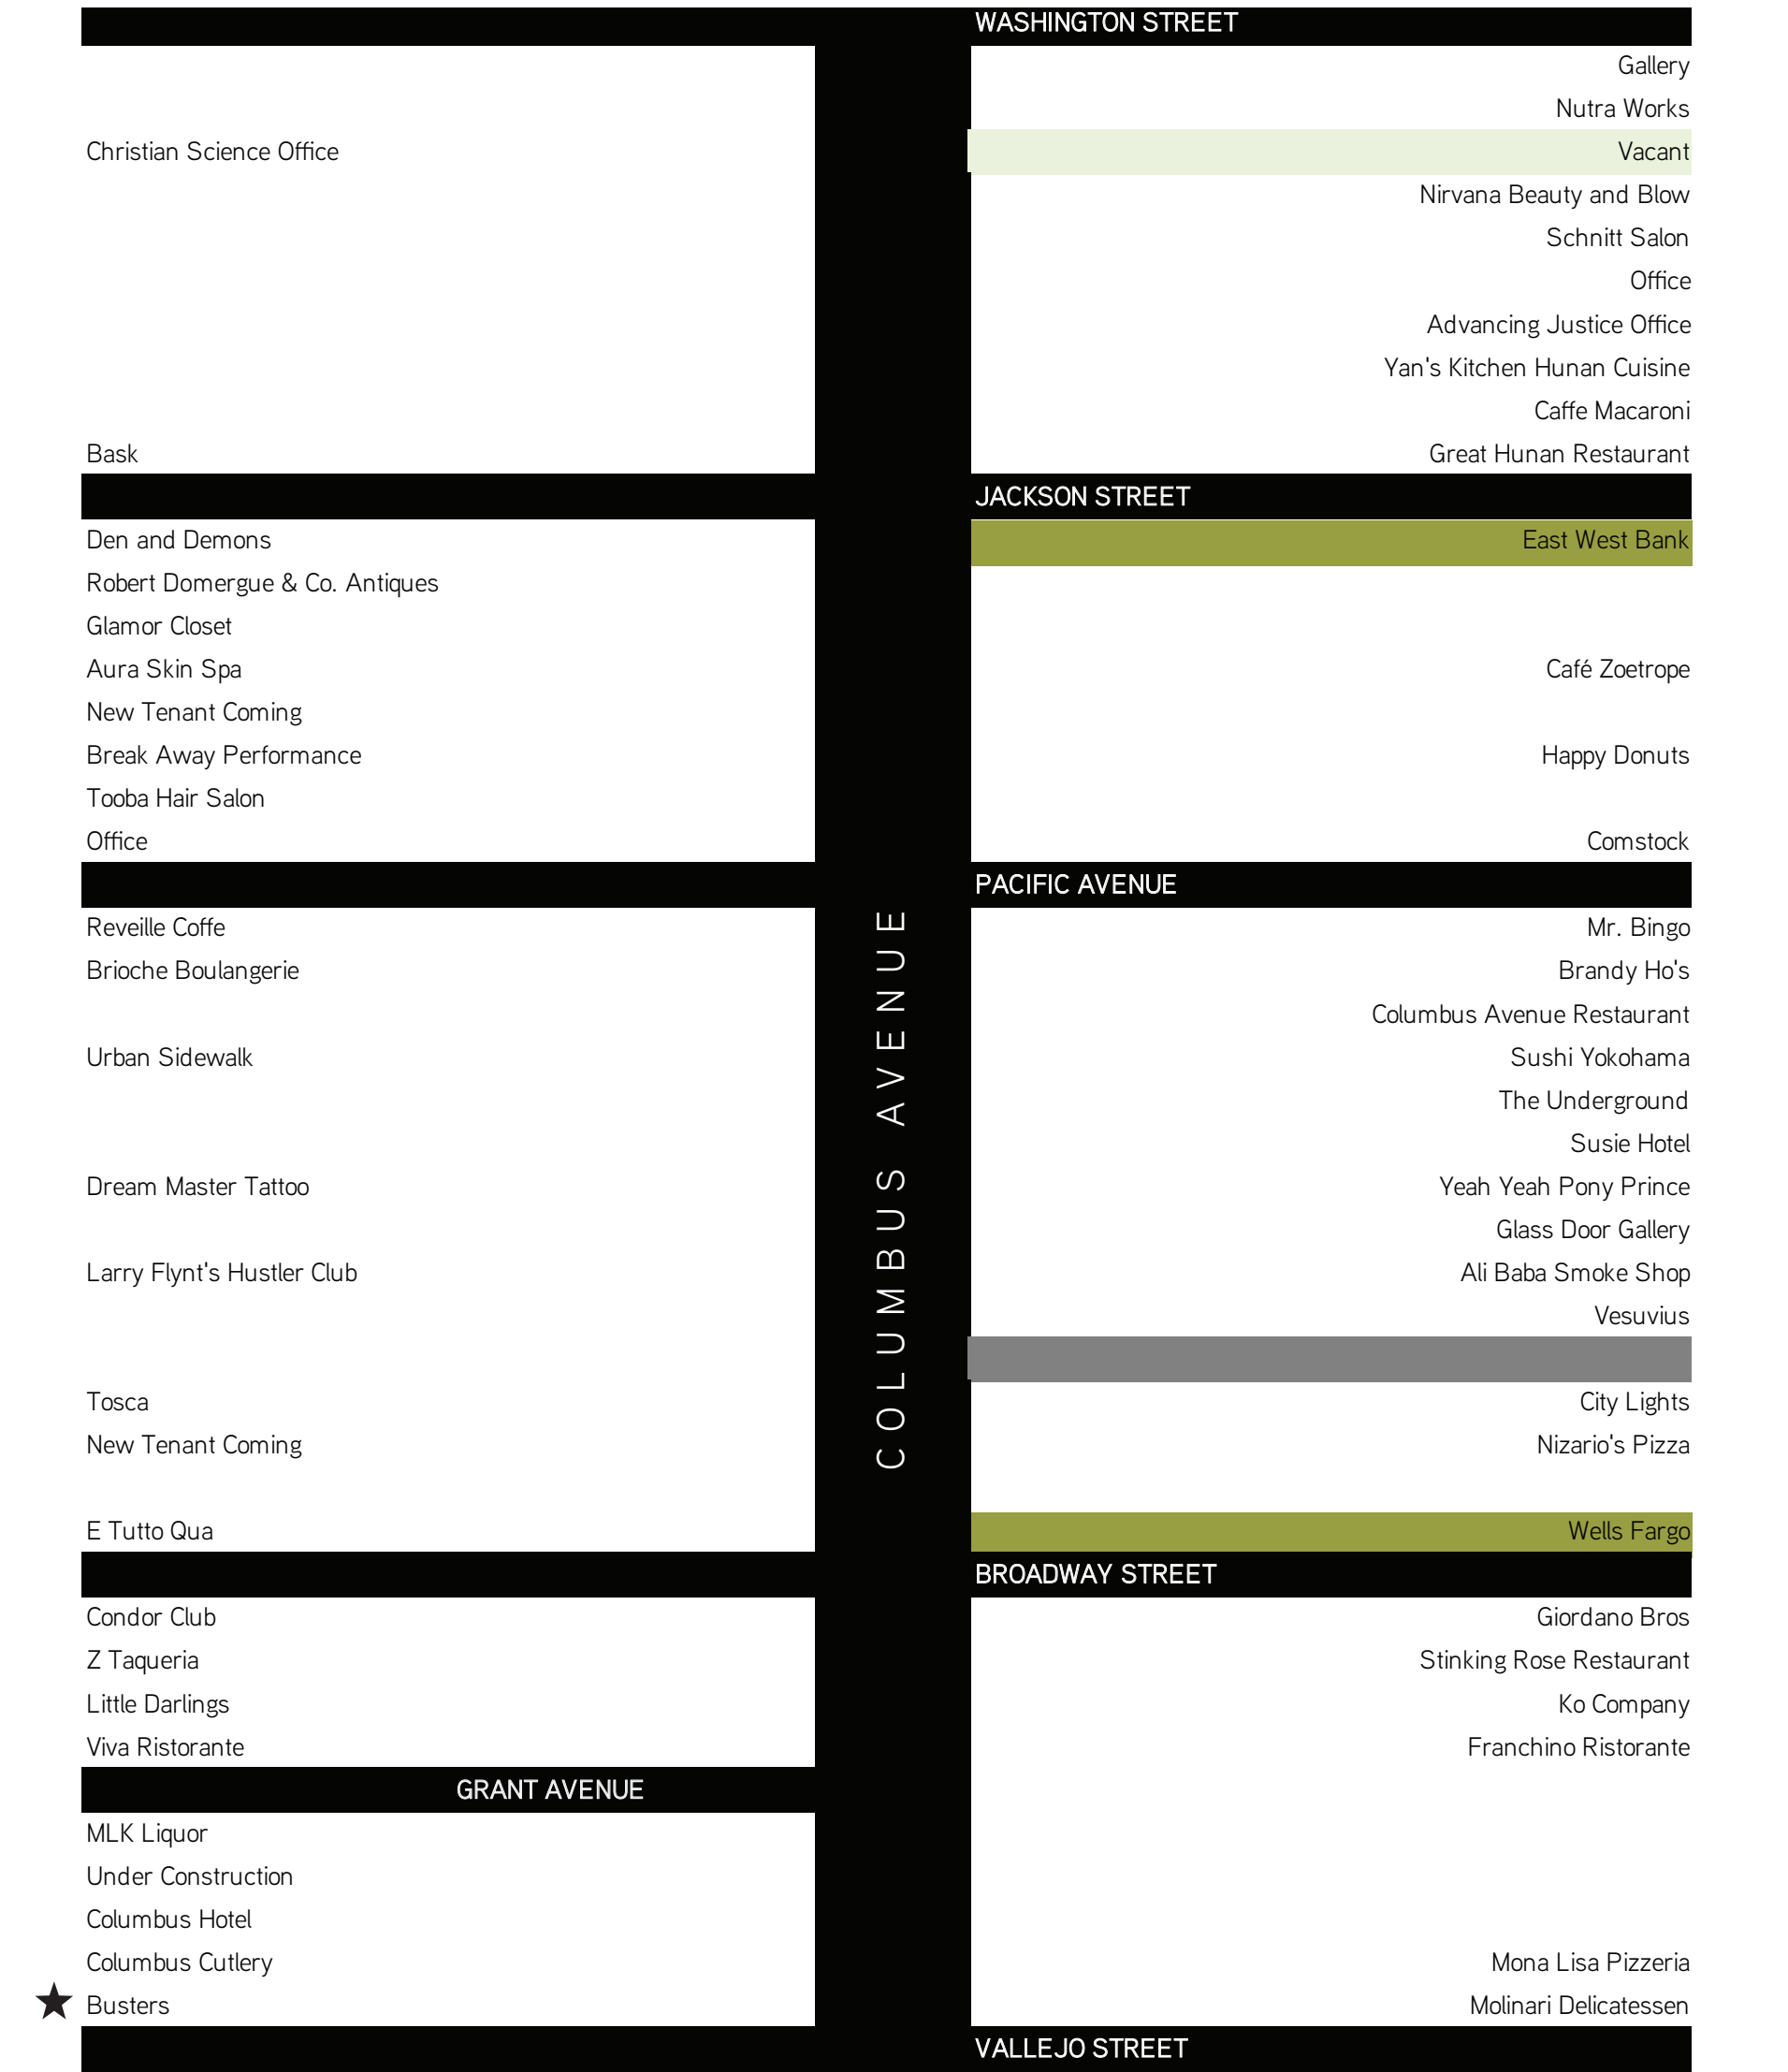 WASHINGTON STREET
Gallery
Nutra Works
Christian Science Office Vacant
Nirvana Beauty and Blow
Schnitt Salon
Office
Advancing Justice Office
Yan's Kitchen Hunan Cuisine
Caffe Macaroni
Bask Great Hunan Restaurant
JACKSON STREET
Den and Demons East West Bank
Robert Domergue & Co. Antiques
Glamor Closet
Aura Skin Spa Café Zoetrope
New Tenant Coming
Break Away Performance Happy Donuts
Tooba Hair Salon
Office Comstock
PACIFIC AVENUE
COLUMBUS AVENUE
Reveille Coffe Mr. Bingo
Brioche Boulangerie Brandy Ho's
Columbus Avenue Restaurant
Urban Sidewalk Sushi Yokohama
The Underground
Susie Hotel
Dream Master Tattoo Yeah Yeah Pony Prince
Glass Door Gallery
Larry Flynt's Hustler Club Ali Baba Smoke Shop
Vesuvius
Tosca City Lights
New Tenant Coming Nizario's Pizza
E Tutto Qua Wells Fargo
BROADWAY STREET
Condor Club Giordano Bros
Z Taqueria Stinking Rose Restaurant
Little Darlings Ko Company
Viva Ristorante Franchino Ristorante
GRANT AVENUE
MLK Liquor
Under Construction
Columbus Hotel
Columbus Cutlery Mona Lisa Pizzeria
Busters Molinari Delicatessen
VALLEJO STREET